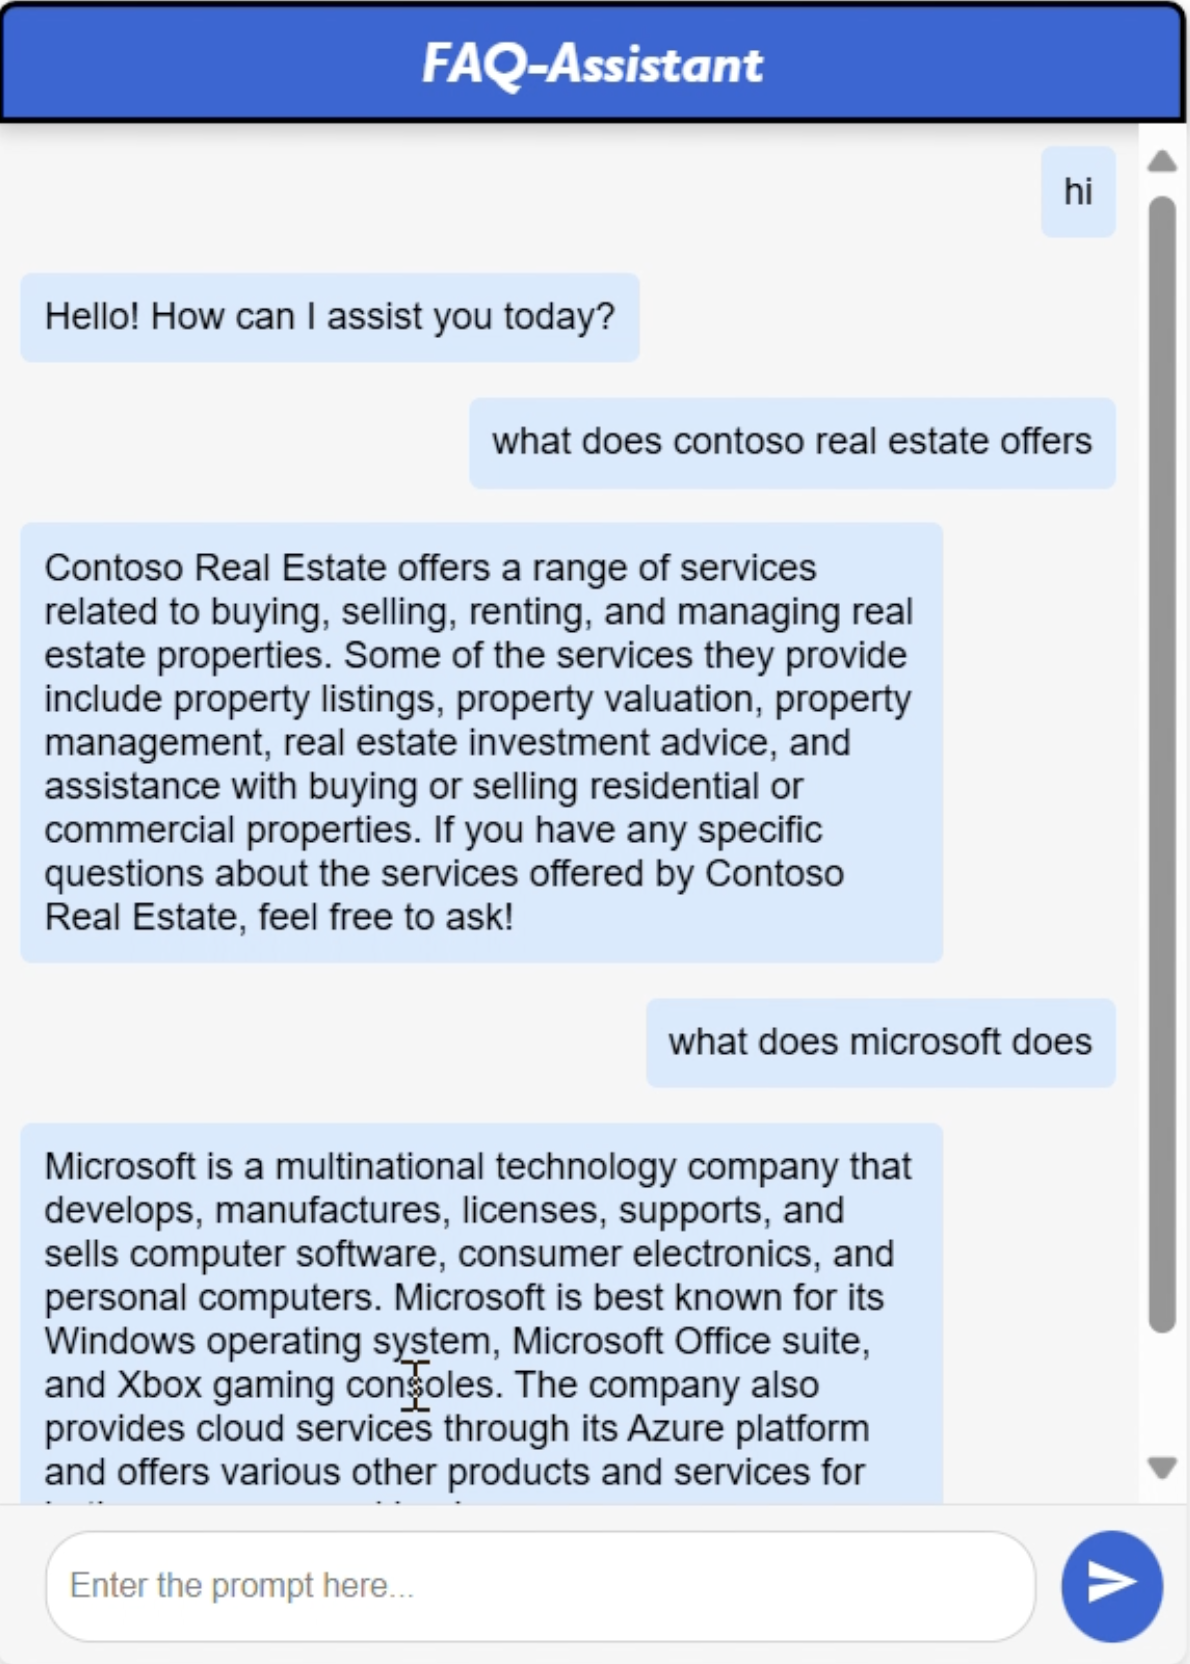 FAQ-Assistant
hi
Hello! How can I assist you today?
what does contoso real estate offers
Contoso Real Estate offers a range of services
related to buying, selling, renting, and managing real
estate properties. Some of the services they provide
include property listings, property valuation, property
management, real estate investment advice, and
assistance with buying or selling residential or
commercial properties. If you have any specific
questions about the services offered by Contoso
Real Estate, feel free to ask!
what does microsoft does
Microsoft is a multinational technology company that
develops, manufactures, licenses, supports, and
sells computer software, consumer electronics, and
personal computers. Microsoft is best known for its
Windows operating system, Microsoft Office suite,
and Xbox gaming consoles. The company also
provides cloud services through its Azure platform
and offers various other products and services for
Enter the prompt here...